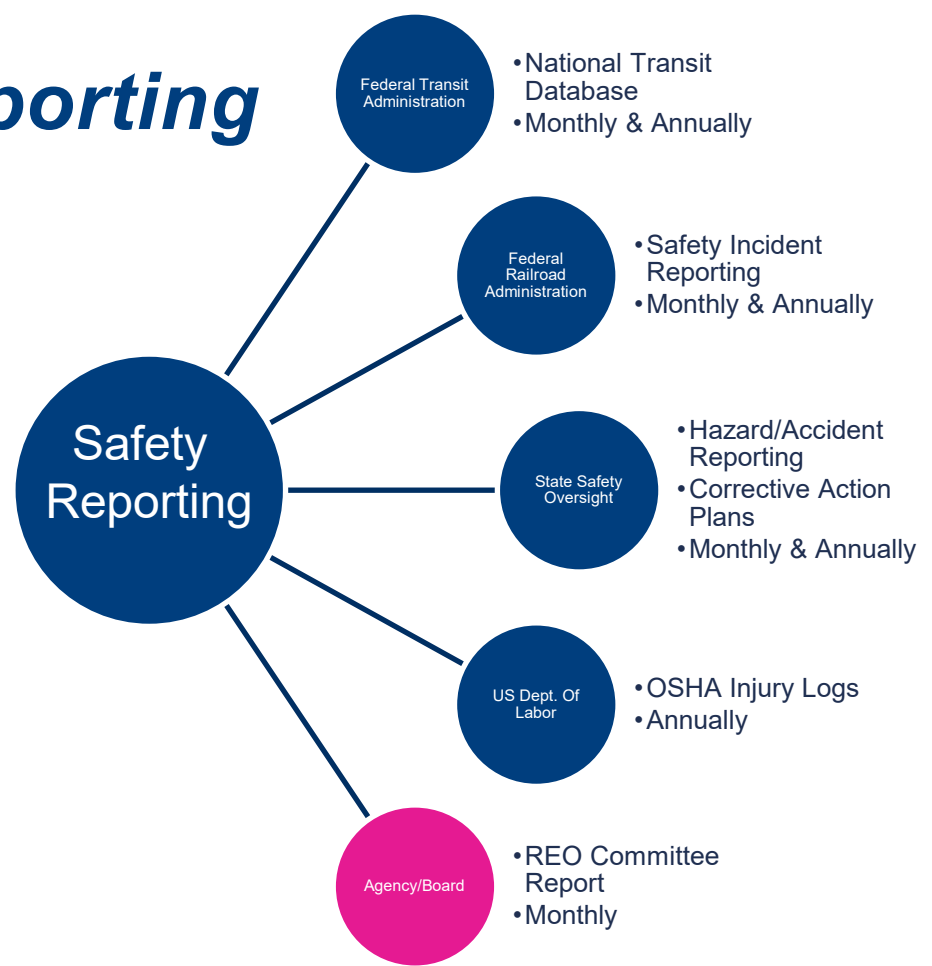 Federal Transit
Administration
•National Transit
Database
•Monthly & Annually
Federal
Railroad
Administration
•Safety Incident
Reporting
•Monthly & Annually
Safety
Reporting
State Safety
Oversight
•Hazard/Accident
Reporting
•Corrective Action
Plans
•Monthly & Annually
US Dept. Of
Labor
•OSHA Injury Logs
•Annually
Agency/Board
•REO Committee
Report
•Monthly